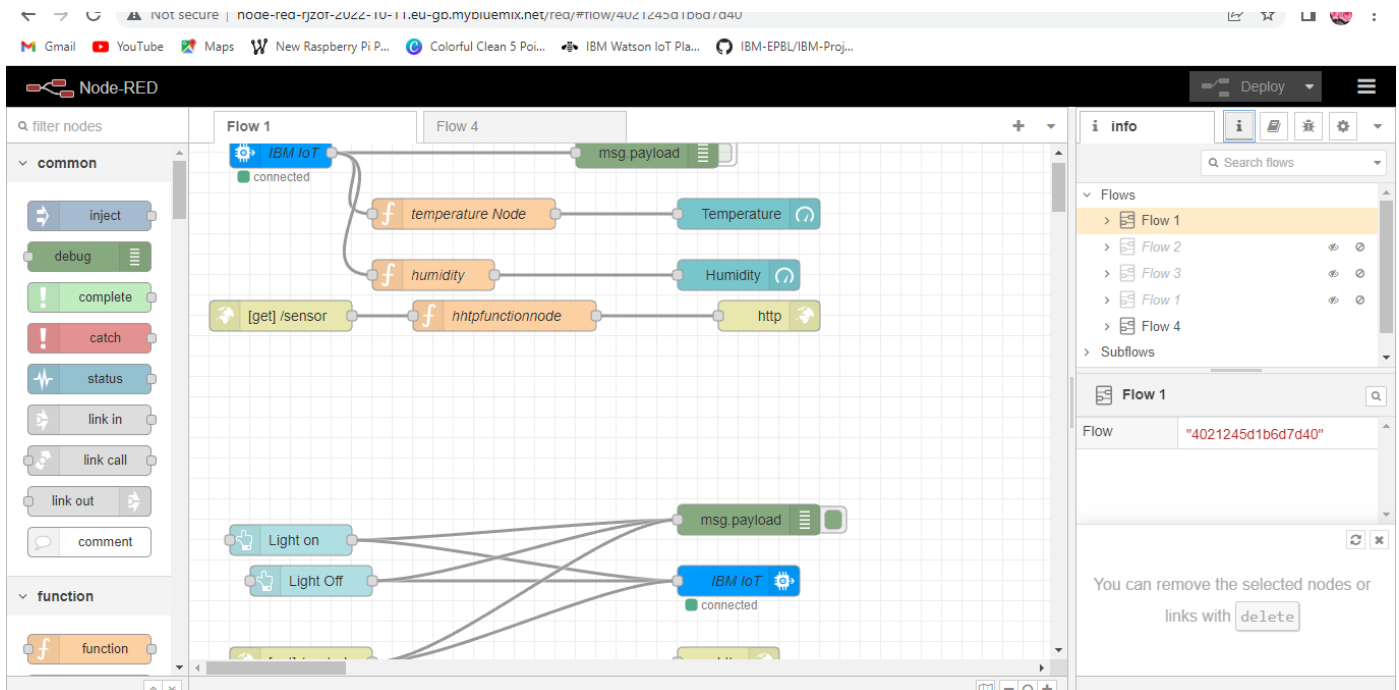 Not secure | node-red-rjzof-2022-10-11.eu-gb.mybluemix.net/red/#flow/4021245d1b6d7d40
Gmail YouTube Maps New Raspberry Pi P... Colorful Clean 5 Poi... IBM Watson IoT Pla... IBM-EPBL/IBM-Proj...
Node-RED Deploy
filter nodes Flow 1 Flow 4 i info
Search flows
common
inject
debug
complete
catch
status
link in
link call
link out
comment
function
function
IBM IoT msg.payload
connected
temperature Node Temperature
humidity Humidity
[get] /sensor hhtpfunctionnode http
Light on msg.payload
Light Off IBM IoT
connected
Flows
Flow 1
Flow 2
Flow 3
Flow 1
Flow 4
Subflows
Flow 1
Flow "4021245d1b6d7d40"
You can remove the selected nodes or
links with delete